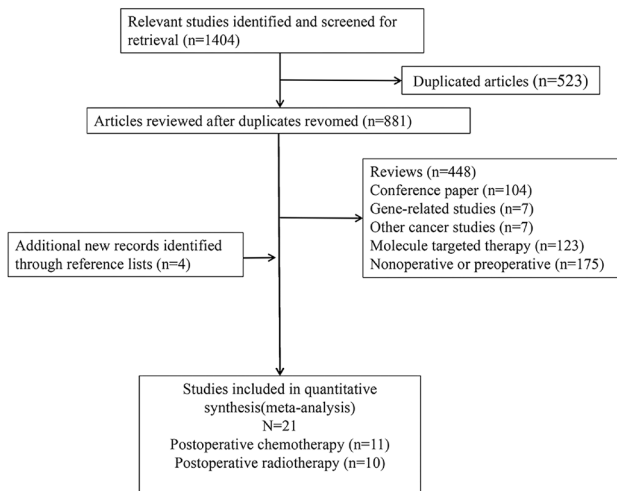 Relevant studies identified and screened for
retrieval (n=1404)
Duplicated articles (n=523)
Articles reviewed after duplicates revomed (n=881)
Reviews (n=448)
Conference paper (n=104)
Gene-related studies (n=7)
Other cancer studies (n=7)
Molecule targeted therapy (n=123)
Nonoperative or preoperative (n=175)
Additional new records identified
through reference lists (n=4)
Studies included in quantitative
synthesis(meta-analysis)
N=21
Postoperative chemotherapy (n=11)
Postoperative radiotherapy (n=10)